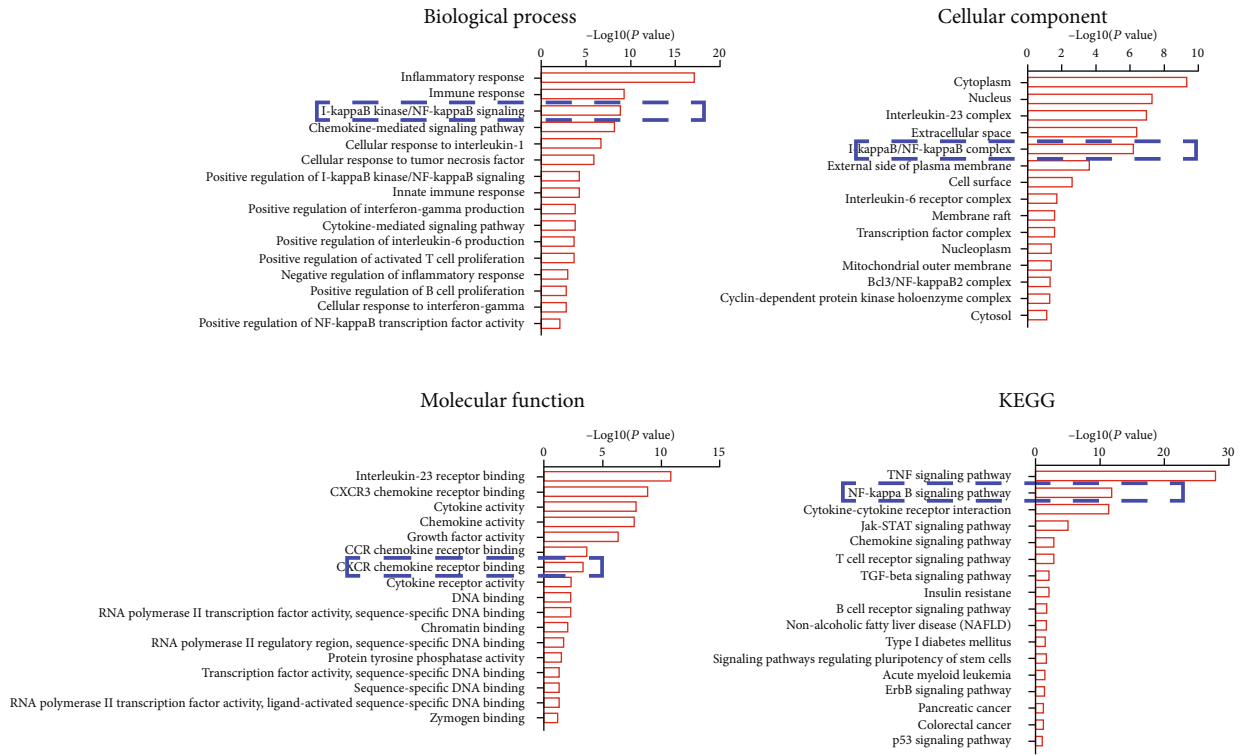 Biological process
–Log10(P value)
0 5 10 15 20
Inflammatory response
Immune response
I-kappaB kinase/NF-kappaB signaling
Chemokine-mediated signaling pathway
Cellular response to interleukin-1
Cellular response to tumor necrosis factor
Positive regulation of I-kappaB kinase/NF-kappaB signaling
Innate immune response
Positive regulation of interferon-gamma production
Cytokine-mediated signaling pathway
Positive regulation of interleukin-6 production
Positive regulation of activated T cell proliferation
Negative regulation of inflammatory response
Positive regulation of B cell proliferation
Cellular response to interferon-gamma
Positive regulation of NF-kappaB transcription factor activity
Cellular component
–Log10(P value)
0 2 4 6 8 10
Cytoplasm
Nucleus
Interleukin-23 complex
Extracellular space
I-kappaB/NF-kappaB complex
External side of plasma membrane
Cell surface
Interleukin-6 receptor complex
Membrane raft
Transcription factor complex
Nucleoplasm
Mitochondrial outer membrane
Bcl3/NF-kappaB2 complex
Cyclin-dependent protein kinase holoenzyme complex
Cytosol
Molecular function
–Log10(P value)
0 5 10 15
Interleukin-23 receptor binding
CXCR3 chemokine receptor binding
Cytokine activity
Chemokine activity
Growth factor activity
CCR chemokine receptor binding
CXCR chemokine receptor binding
Cytokine receptor activity
DNA binding
RNA polymerase II transcription factor activity, sequence-specific DNA binding
Chromatin binding
RNA polymerase II regulatory region, sequence-specific DNA binding
Protein tyrosine phosphatase activity
Transcription factor activity, sequence-specific DNA binding
Sequence-specific DNA binding
RNA polymerase II transcription factor activity, ligand-activated sequence-specific DNA binding
Zymogen binding
KEGG
–Log10(P value)
0 10 20 30
TNF signaling pathway
NF-kappa B signaling pathway
Cytokine-cytokine receptor interaction
Jak-STAT signaling pathway
Chemokine signaling pathway
T cell receptor signaling pathway
TGF-beta signaling pathway
Insulin resistane
B cell receptor signaling pathway
Non-alcoholic fatty liver disease (NAFLD)
Type I diabetes mellitus
Signaling pathways regulating pluripotency of stem cells
Acute myeloid leukemia
ErbB signaling pathway
Pancreatic cancer
Colorectal cancer
p53 signaling pathway